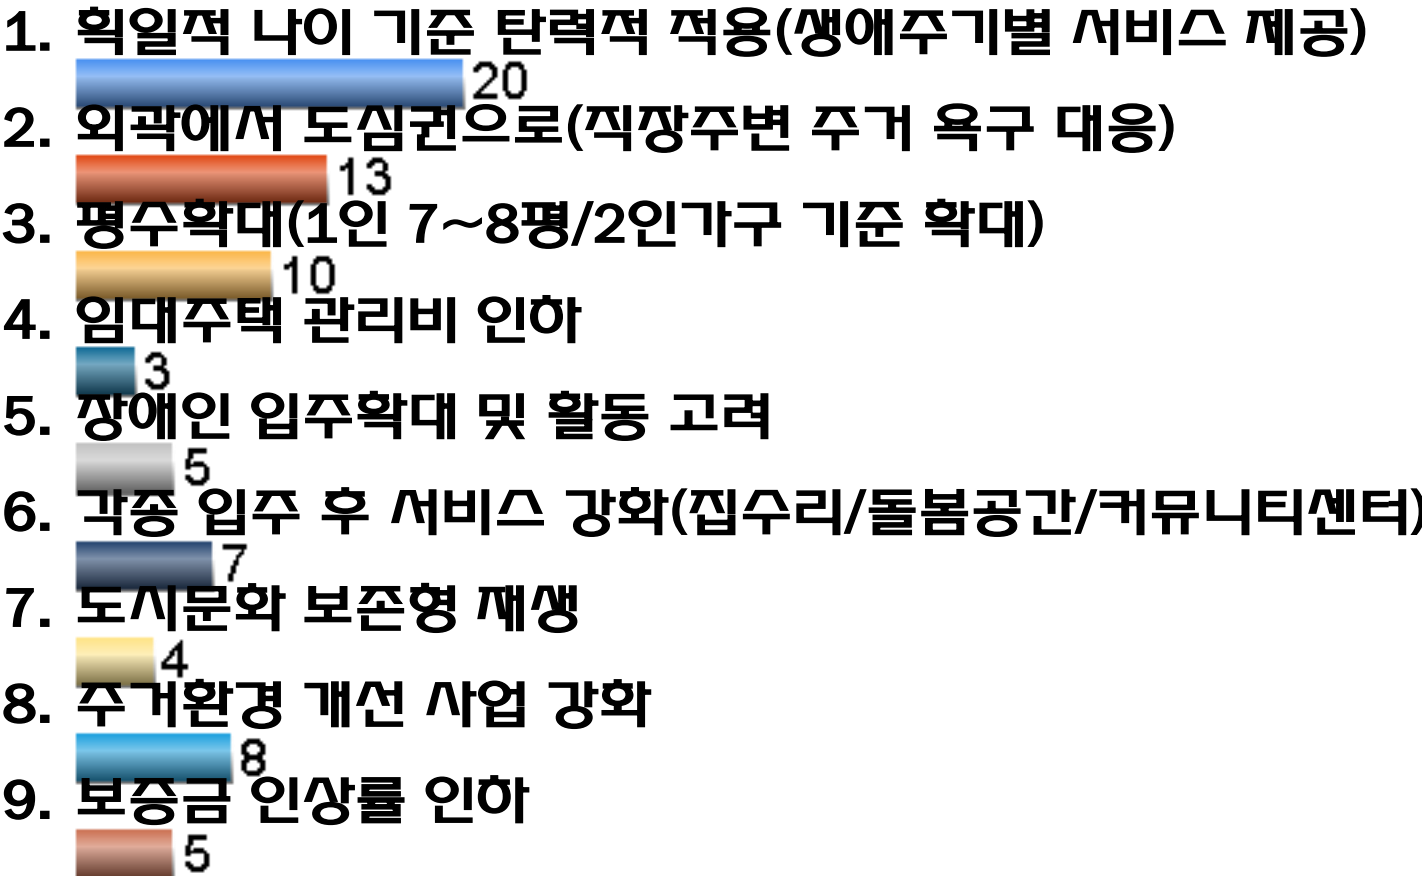 1. 획일적 나이 기준 탄력적 적용(생애주기별 서비스 제공)
20
2. 외곽에서 도심권으로(직장주변 주거 욕구 대응)
13
3. 평수확대(1인 7~8평/2인가구 기준 확대)
10
4. 임대주택 관리비 인하
3
5. 장애인 입주확대 및 활동 고려
5
6. 각종 입주 후 서비스 강화(집수리/돌봄공간/커뮤니티센터)
7
7. 도시문화 보존형 재생
4
8. 주거환경 개선 사업 강화
8
9. 보증금 인상률 인하
5